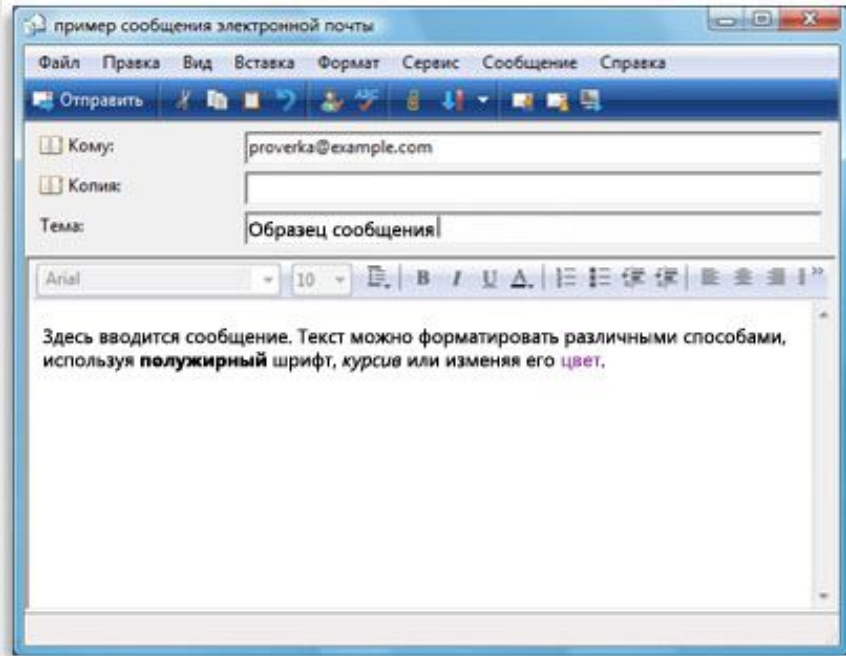 пример сообщения электронной почты
Файл Правка Вид Вставка Формат Сервис Сообщение Справка
Отправить
Кому: proverka@example.com
Копия:
Тема: Образец сообщения
Arial 10 B I U A
Здесь вводится сообщение. Текст можно форматировать различными способами,
используя полужирный шрифт, курсив или изменяя его цвет.